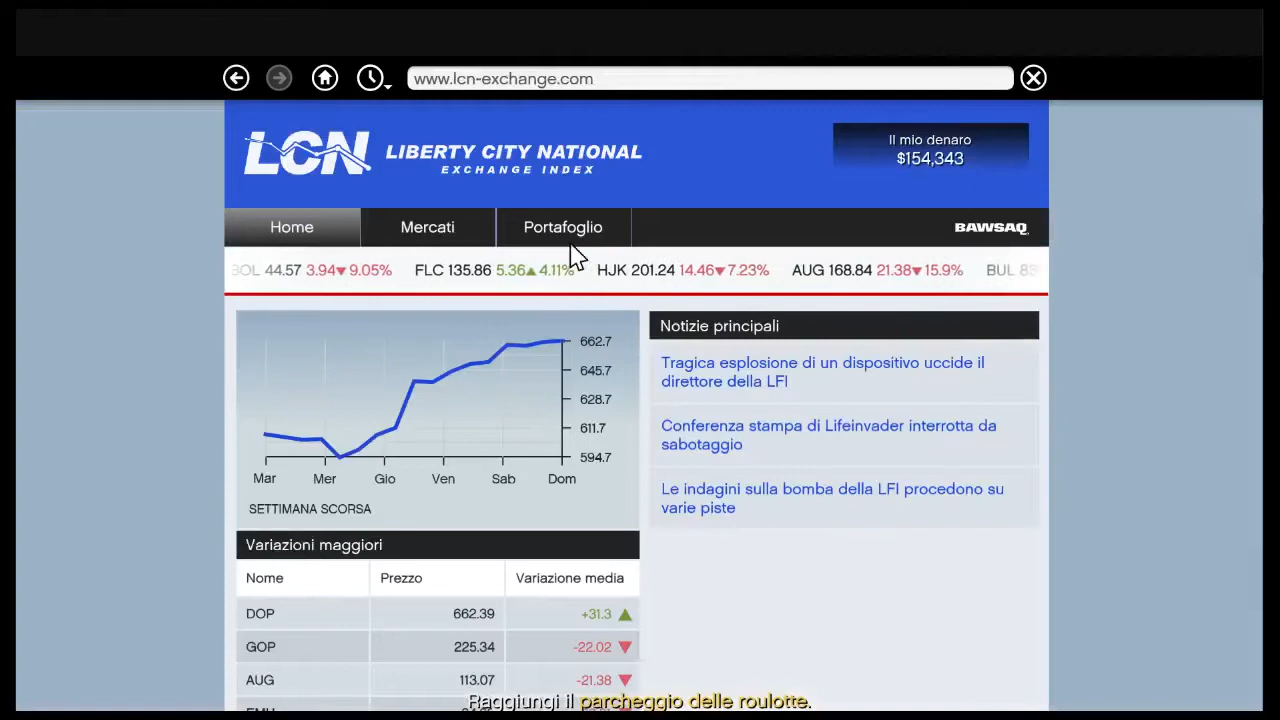 www.lcn-exchange.com
LCN LIBERTY CITY NATIONAL
EXCHANGE INDEX
Il mio denaro
$154,343
Home Mercati Portafoglio BAWSAQ
BOL 44.57 3.94▼9.05% FLC 135.86 5.36▲4.11% HJK 201.24 14.46▼7.23% AUG 168.84 21.38▼15.9% BUL
662.7
645.7
628.7
611.7
594.7
Mar Mer Gio Ven Sab Dom
SETTIMANA SCORSA
Notizie principali
Tragica esplosione di un dispositivo uccide il
direttore della LFI
Conferenza stampa di Lifeinvader interrotta da
sabotaggio
Le indagini sulla bomba della LFI procedono su
varie piste
Variazioni maggiori
Nome Prezzo Variazione media
DOP 662.39 +31.3 ▲
GOP 225.34 -22.02 ▼
AUG 113.07 -21.38 ▼
Raggiungi il parcheggio delle roulotte.